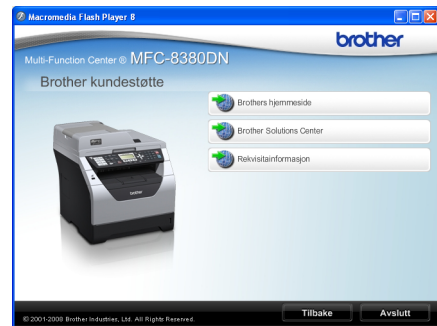 Macromedia Flash Player 8
brother
Multi-Function Center ® MFC-8380DN
Brother kundestøtte
Brothers hjemmeside
Brother Solutions Center
Rekvisitainformasjon
brother
© 2001-2008 Brother Industries, Ltd. All Rights Reserved.
Tilbake
Avslutt